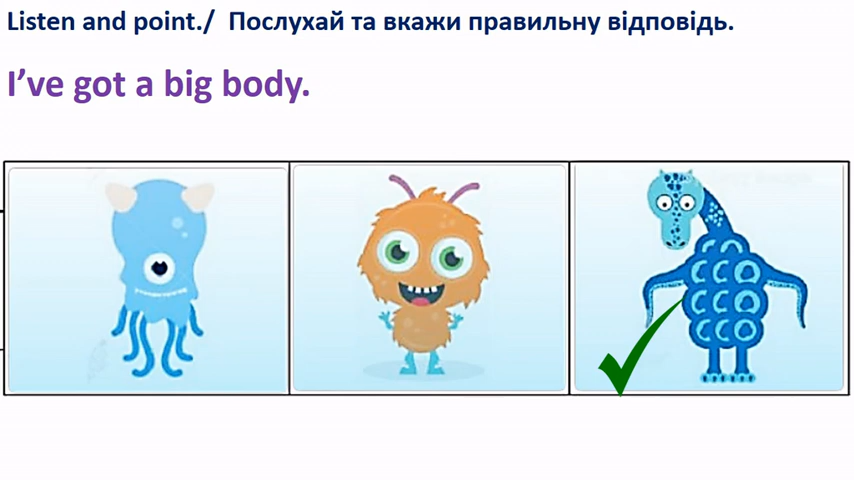 Listen and point./ Послухай та вкажи правильну відповідь.
I’ve got a big body.